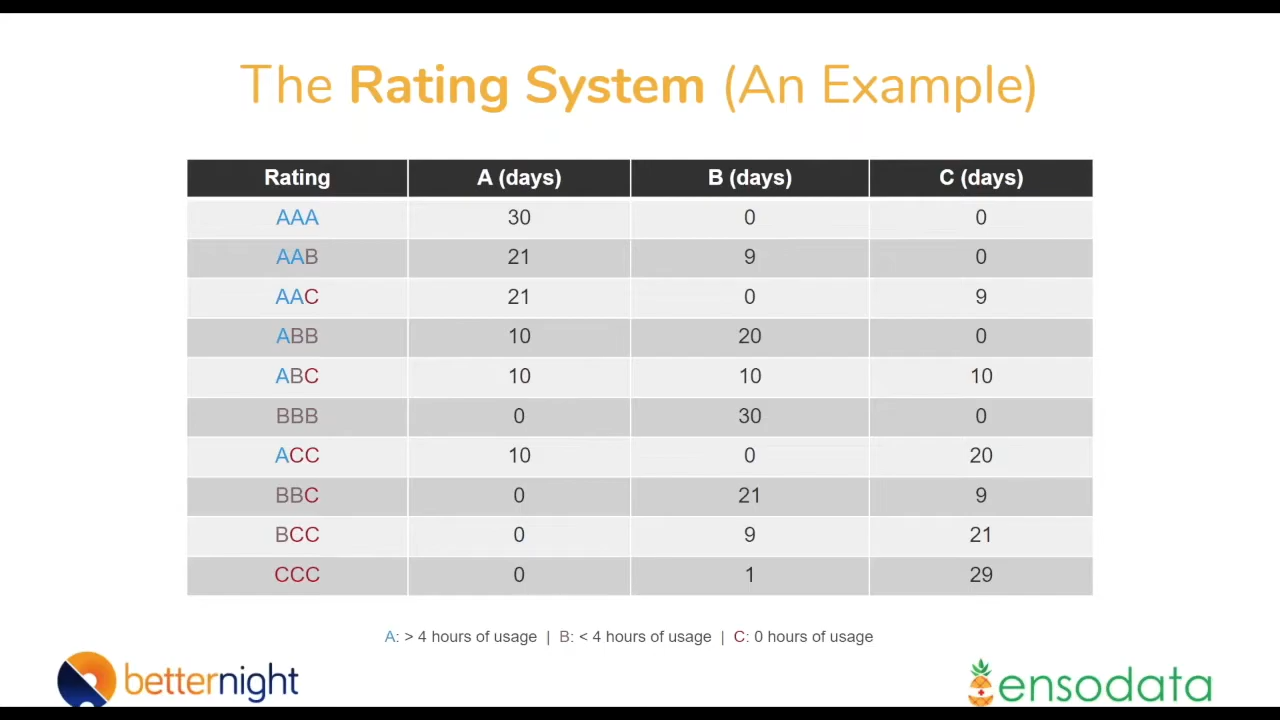 The Rating System (An Example)
Rating A (days) B (days) C (days)
AAA 30 0 0
AAB 21 9 0
AAC 21 0 9
ABB 10 20 0
ABC 10 10 10
BBB 0 30 0
ACC 10 0 20
BBC 0 21 9
BCC 0 9 21
CCC 0 1 29
A: > 4 hours of usage | B: < 4 hours of usage | C: 0 hours of usage
betternight
ensodata